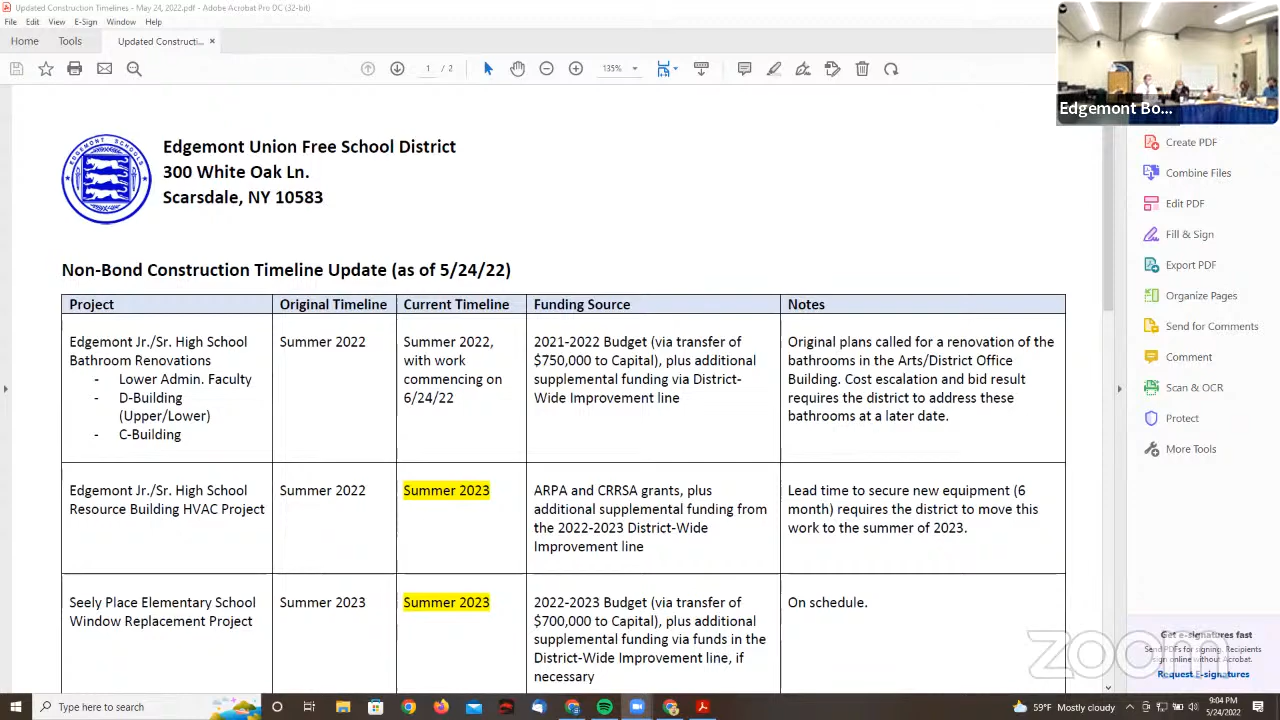 Updated Construction Timelines - May 24, 2022.pdf - Adobe Acrobat Pro DC (32-bit)
File Edit View E-Sign Window Help
Home Tools Updated Constructi... ×
1 / 2 135%
Edgemont Bo...
EDGEMONT SCHOOLS
Edgemont Union Free School District
300 White Oak Ln.
Scarsdale, NY 10583
Non-Bond Construction Timeline Update (as of 5/24/22)
Project Original Timeline Current Timeline Funding Source Notes
Edgemont Jr./Sr. High School
Bathroom Renovations
- Lower Admin. Faculty
- D-Building
(Upper/Lower)
- C-Building
Summer 2022
Summer 2022,
with work
commencing on
6/24/22
2021-2022 Budget (via transfer of
$750,000 to Capital), plus additional
supplemental funding via District-
Wide Improvement line
Original plans called for a renovation of the
bathrooms in the Arts/District Office
Building. Cost escalation and bid result
requires the district to address these
bathrooms at a later date.
Edgemont Jr./Sr. High School
Resource Building HVAC Project
Summer 2022
Summer 2023
ARPA and CRRSA grants, plus
additional supplemental funding from
the 2022-2023 District-Wide
Improvement line
Lead time to secure new equipment (6
month) requires the district to move this
work to the summer of 2023.
Seely Place Elementary School
Window Replacement Project
Summer 2023
Summer 2023
2022-2023 Budget (via transfer of
$700,000 to Capital), plus additional
supplemental funding via funds in the
District-Wide Improvement line, if
necessary
On schedule.
Create PDF
Combine Files
Edit PDF
Fill & Sign
Export PDF
Organize Pages
Send for Comments
Comment
Scan & OCR
Protect
More Tools
Get e-signatures fast
Send PDFs for signing. Recipients
sign online without Acrobat.
Request E-signatures
zoom
Type here to search
59°F Mostly cloudy
9:04 PM
5/24/2022